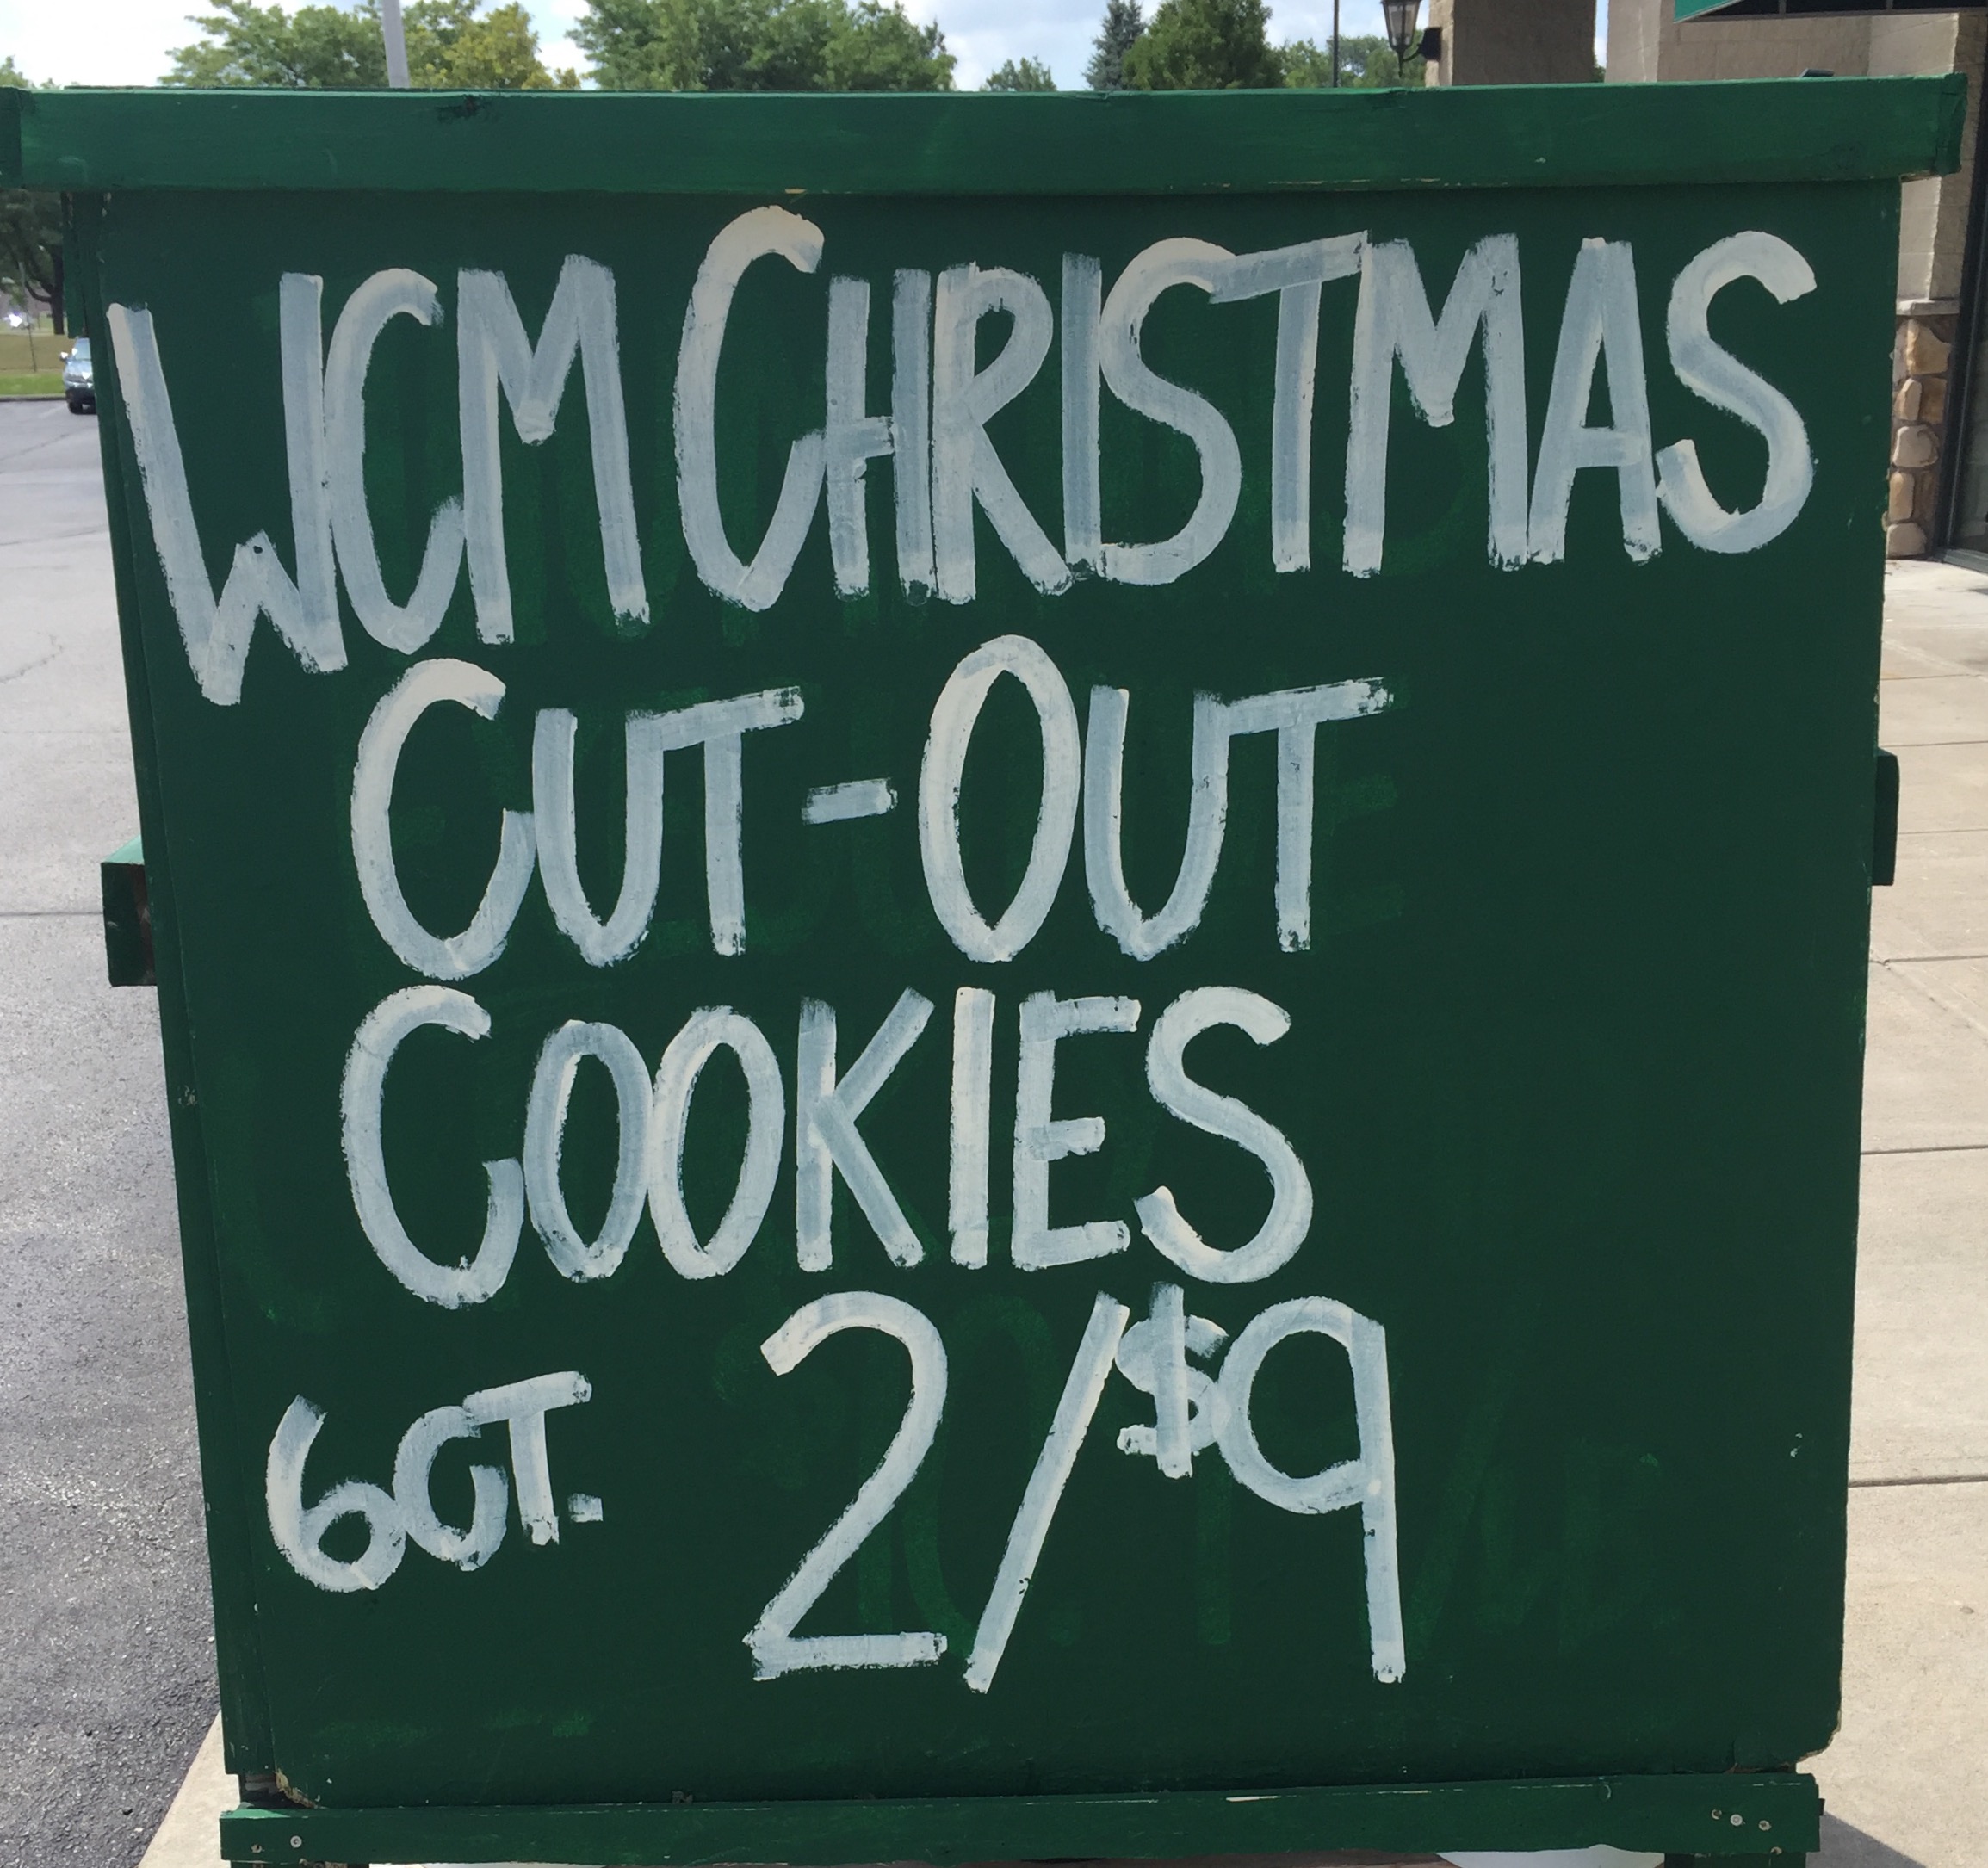 WCM CHRISTMAS
CUT-OUT
COOKIES
6CT. 2/$9